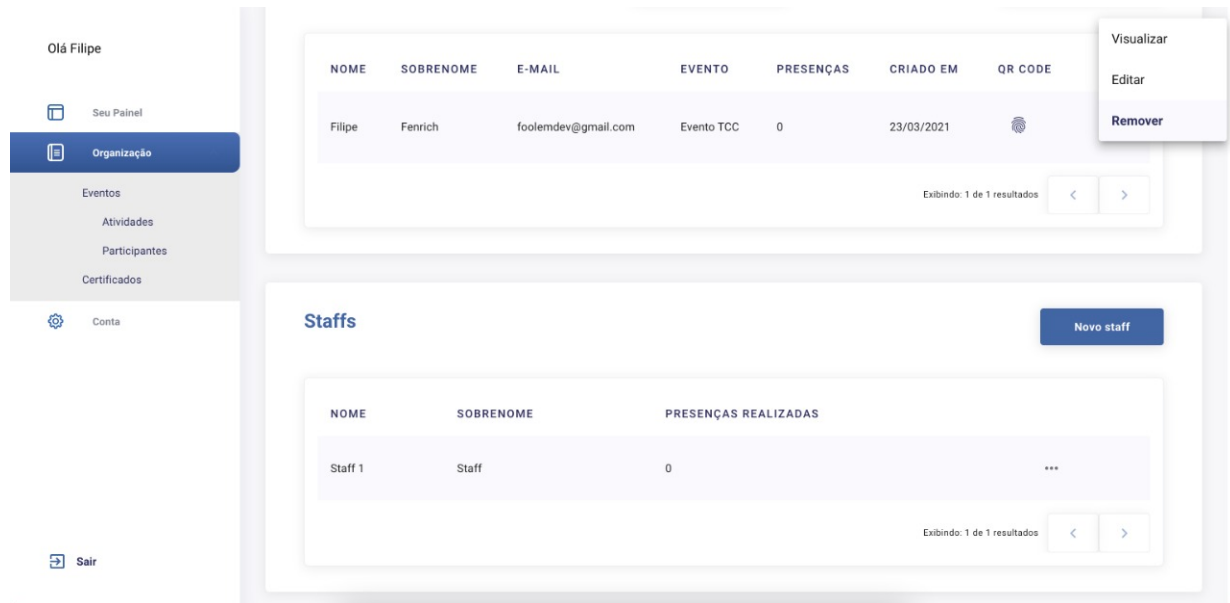 Olá Filipe
Seu Painel
Organização
Eventos
Atividades
Participantes
Certificados
Conta
Sair
NOME SOBRENOME E-MAIL EVENTO PRESENÇAS CRIADO EM QR CODE
Filipe Fenrich foolemdev@gmail.com Evento TCC 0 23/03/2021
Exibindo: 1 de 1 resultados
Visualizar
Editar
Remover
Staffs
Novo staff
NOME SOBRENOME PRESENÇAS REALIZADAS
Staff 1 Staff 0
Exibindo: 1 de 1 resultados